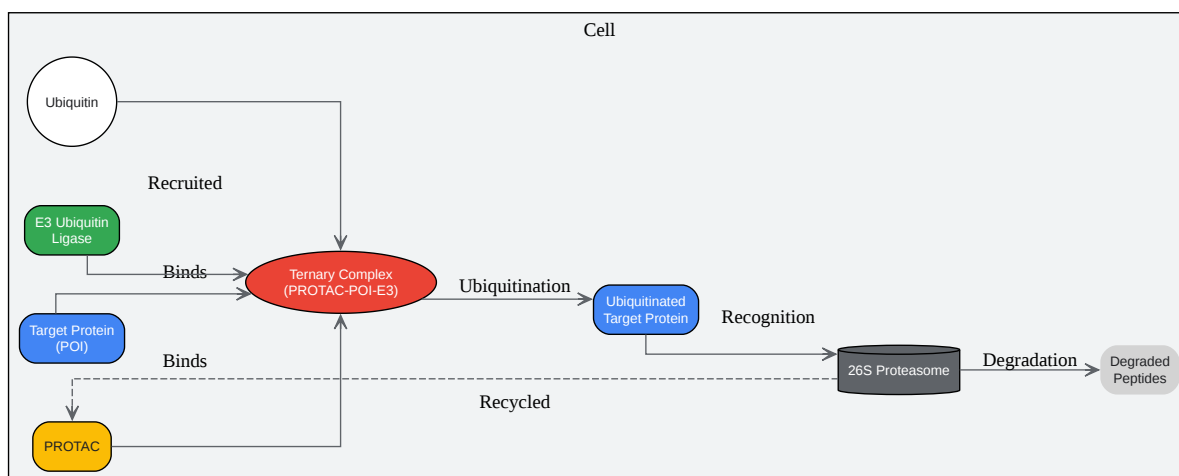 Cell
Ubiquitin
Recruited
E3 Ubiquitin
Ligase
Binds
Ternary Complex
(PROTAC-POI-E3)
Ubiquitination
Ubiquitinated
Target Protein
Recognition
Target Protein
(POI)
Binds
26S Proteasome
Degradation
Degraded
Peptides
Recycled
PROTAC